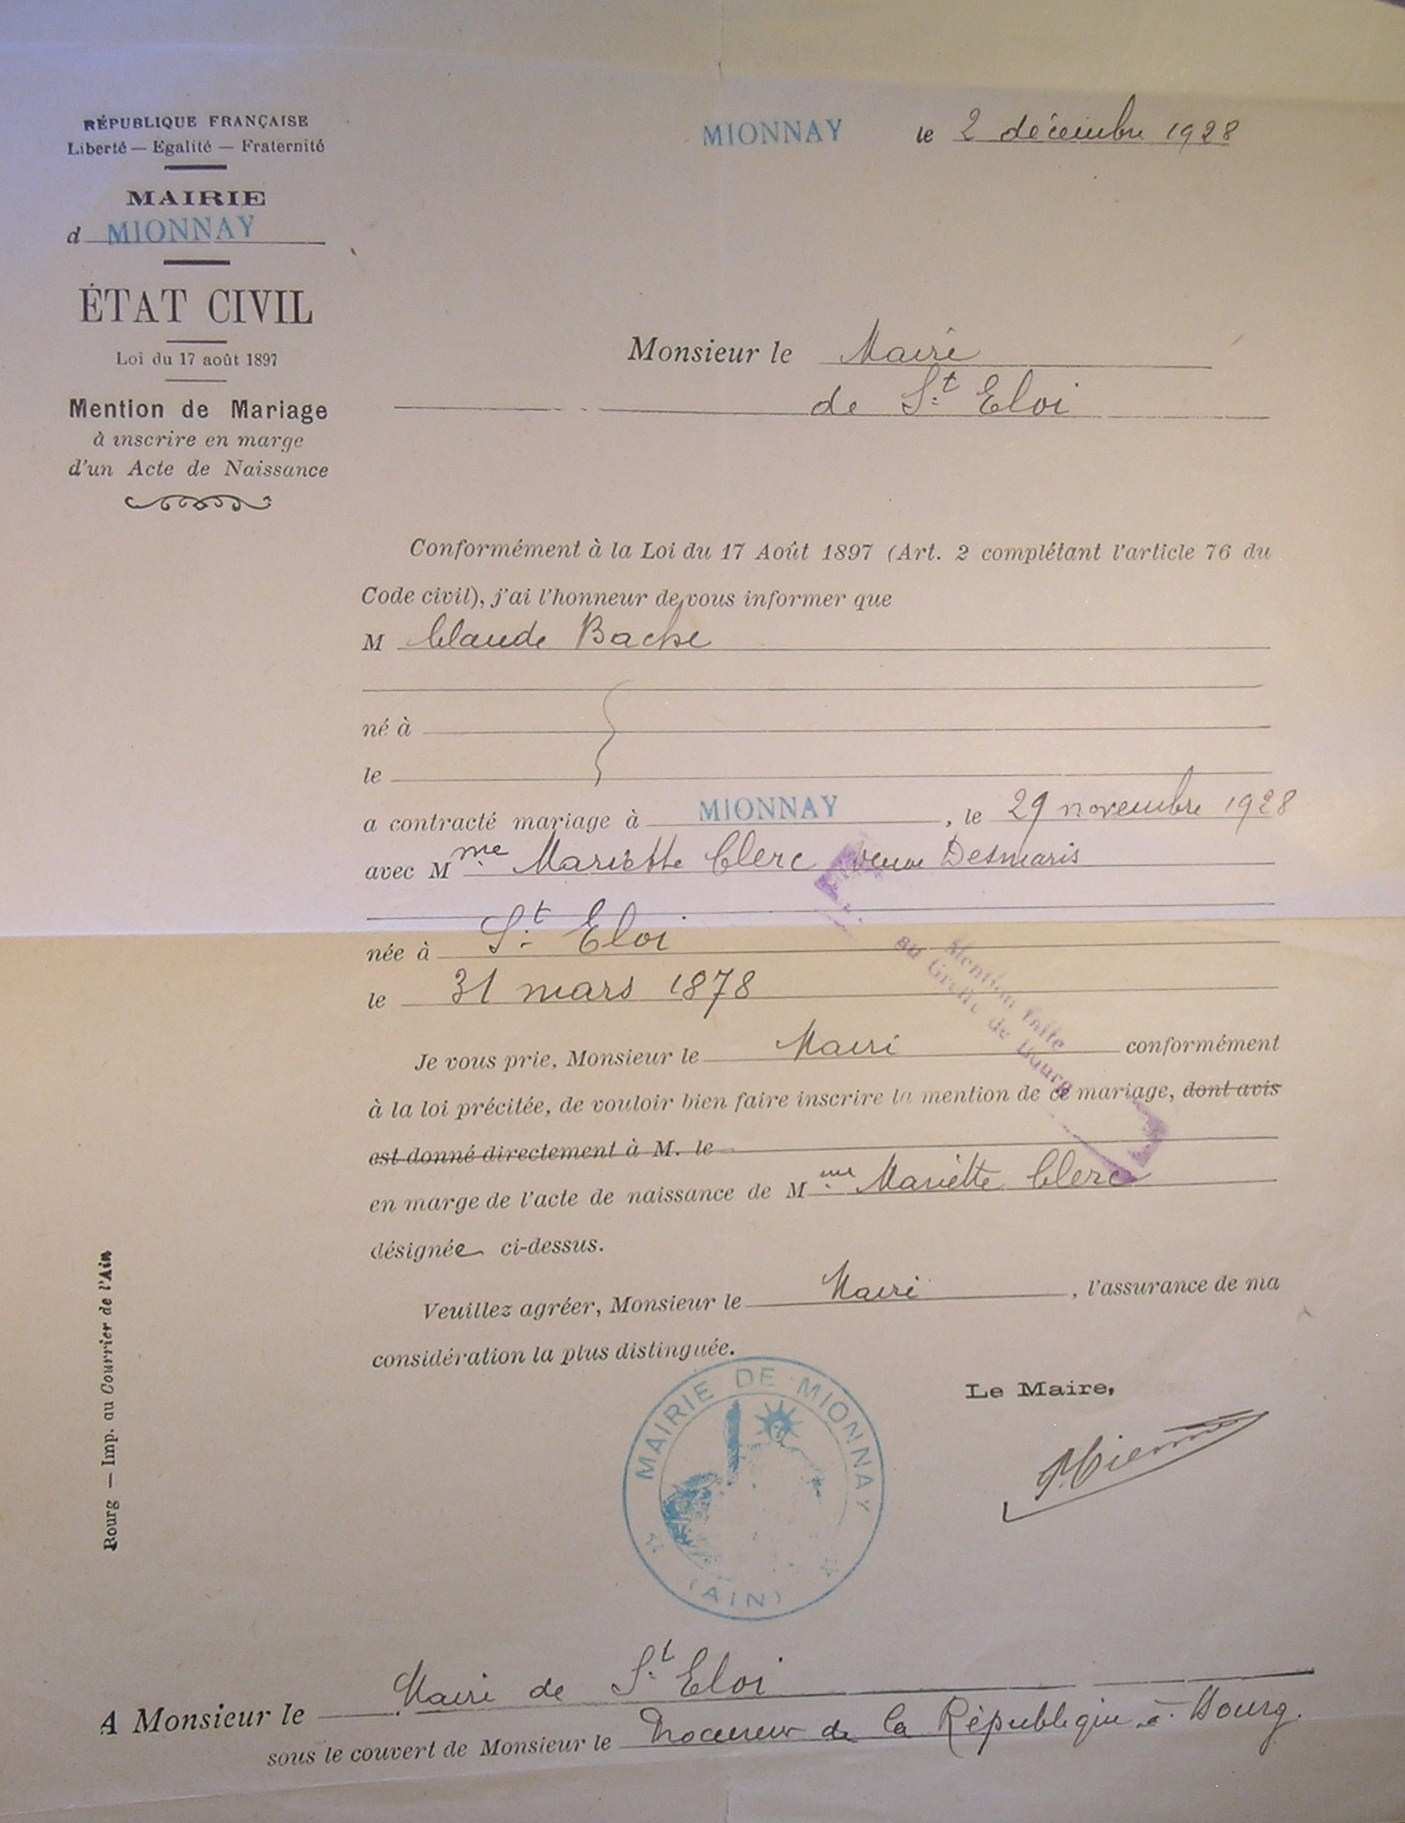 RÉPUBLIQUE FRANÇAISE
Liberté — Egalité — Fraternité
MAIRIE
d MIONNAY
ÉTAT CIVIL
Loi du 17 août 1897
Mention de Mariage
à inscrire en marge
d'un Acte de Naissance
MIONNAY le 2 décembre 1928
Monsieur le Maire
de St Eloi
Conformément à la Loi du 17 Août 1897 (Art. 2 complétant l'article 76 du
Code civil), j'ai l'honneur de vous informer que
M Claude Bache
né à
le
a contracté mariage à MIONNAY, le 29 novembre 1928
avec Mme Mariette Clerc veuve Desmaris
née à St Eloi
le 31 mars 1878
Mention faite
au Greffe de Bourg
Je vous prie, Monsieur le Maire conformément
à la loi précitée, de vouloir bien faire inscrire la mention de ce mariage, dont avis
est donné directement à M. le
en marge de l'acte de naissance de Mme Mariette Clerc
désignée ci-dessus.
Veuillez agréer, Monsieur le Maire, l'assurance de ma
considération la plus distinguée.
Le Maire,
MAIRIE DE MIONNAY
(AIN)
Bourg — Imp. au Courrier de l'Ain
A Monsieur le Maire de St Eloi
sous le couvert de Monsieur le Procureur de la République à Bourg.